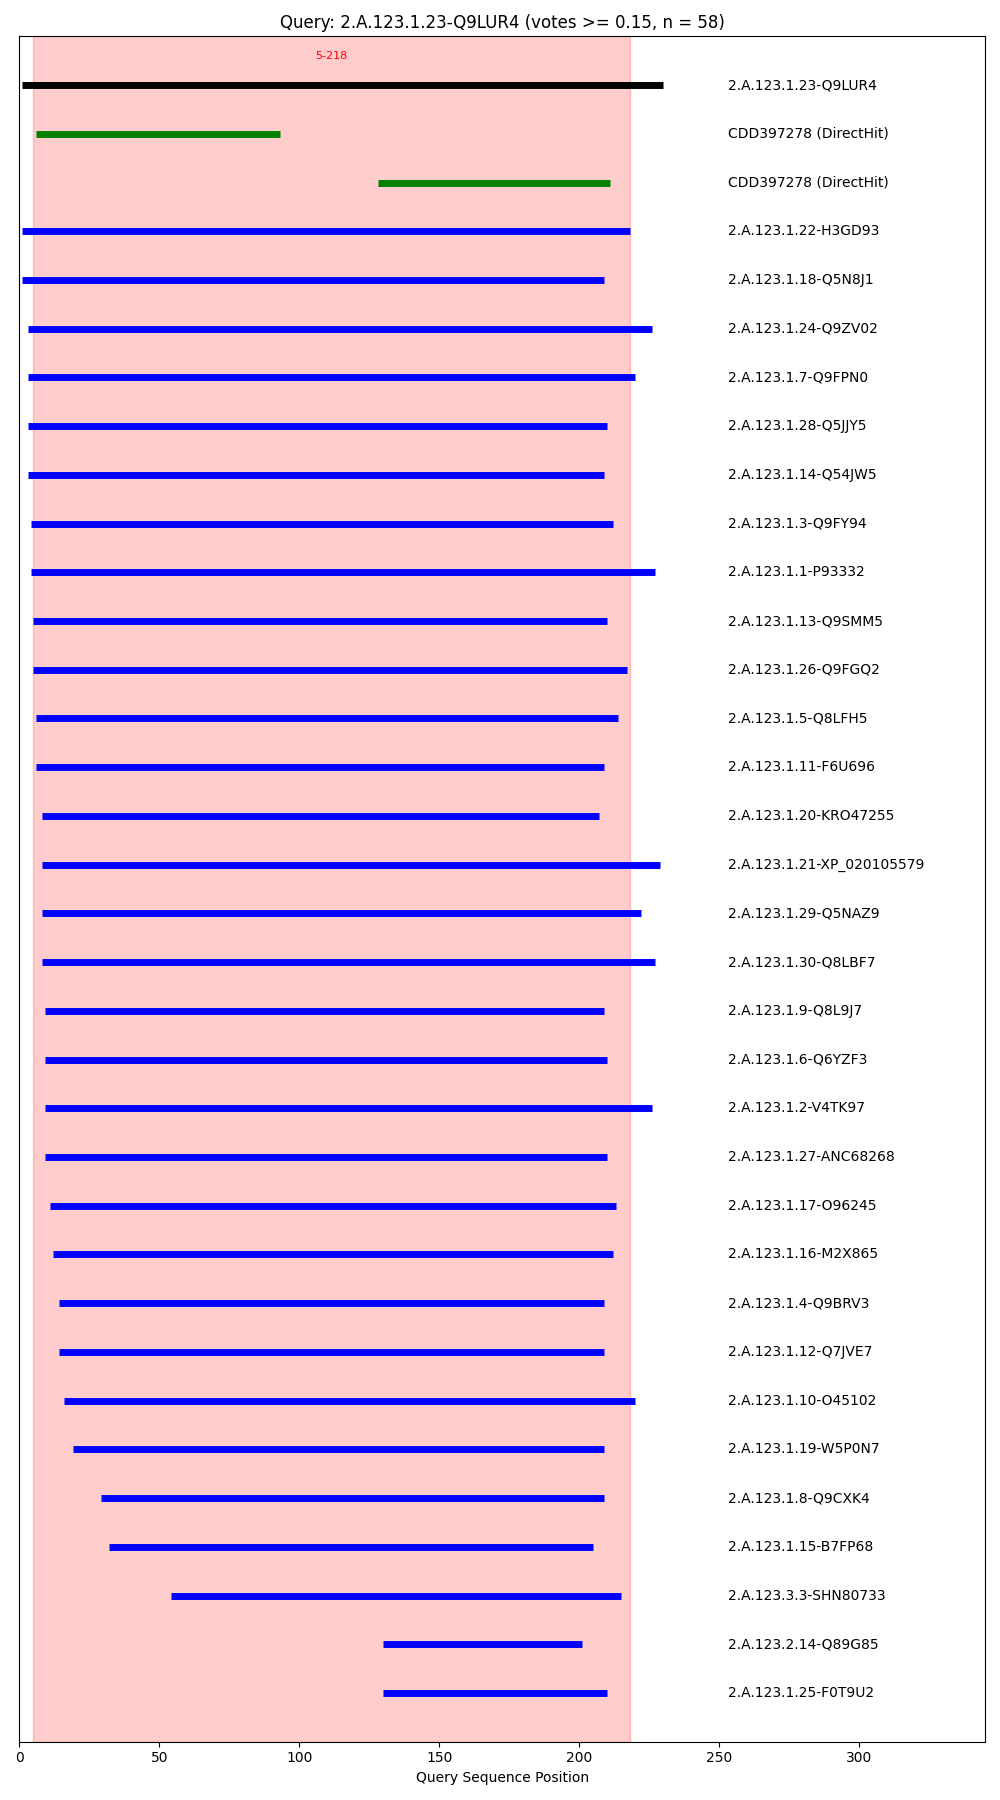 Query: 2.A.123.1.23-Q9LUR4 (votes >= 0.15, n = 58)
5-218
2.A.123.1.23-Q9LUR4
CDD397278 (DirectHit)
CDD397278 (DirectHit)
2.A.123.1.22-H3GD93
2.A.123.1.18-Q5N8J1
2.A.123.1.24-Q9ZV02
2.A.123.1.7-Q9FPN0
2.A.123.1.28-Q5JJY5
2.A.123.1.14-Q54JW5
2.A.123.1.3-Q9FY94
2.A.123.1.1-P93332
2.A.123.1.13-Q9SMM5
2.A.123.1.26-Q9FGQ2
2.A.123.1.5-Q8LFH5
2.A.123.1.11-F6U696
2.A.123.1.20-KRO47255
2.A.123.1.21-XP_020105579
2.A.123.1.29-Q5NAZ9
2.A.123.1.30-Q8LBF7
2.A.123.1.9-Q8L9J7
2.A.123.1.6-Q6YZF3
2.A.123.1.2-V4TK97
2.A.123.1.27-ANC68268
2.A.123.1.17-O96245
2.A.123.1.16-M2X865
2.A.123.1.4-Q9BRV3
2.A.123.1.12-Q7JVE7
2.A.123.1.10-O45102
2.A.123.1.19-W5P0N7
2.A.123.1.8-Q9CXK4
2.A.123.1.15-B7FP68
2.A.123.3.3-SHN80733
2.A.123.2.14-Q89G85
2.A.123.1.25-F0T9U2
0 50 100 150 200 250 300
Query Sequence Position